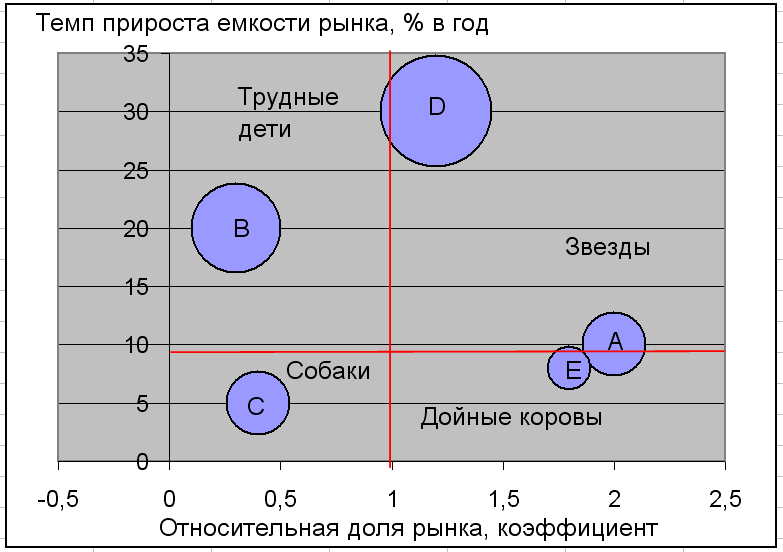 Темп прироста емкости рынка, % в год
35
30
25
20
15
10
5
0
Трудные
дети
D
B
Звезды
A
E
Собаки
C
Дойные коровы
-0,5 0 0,5 1 1,5 2 2,5
Относительная доля рынка, коэффициент